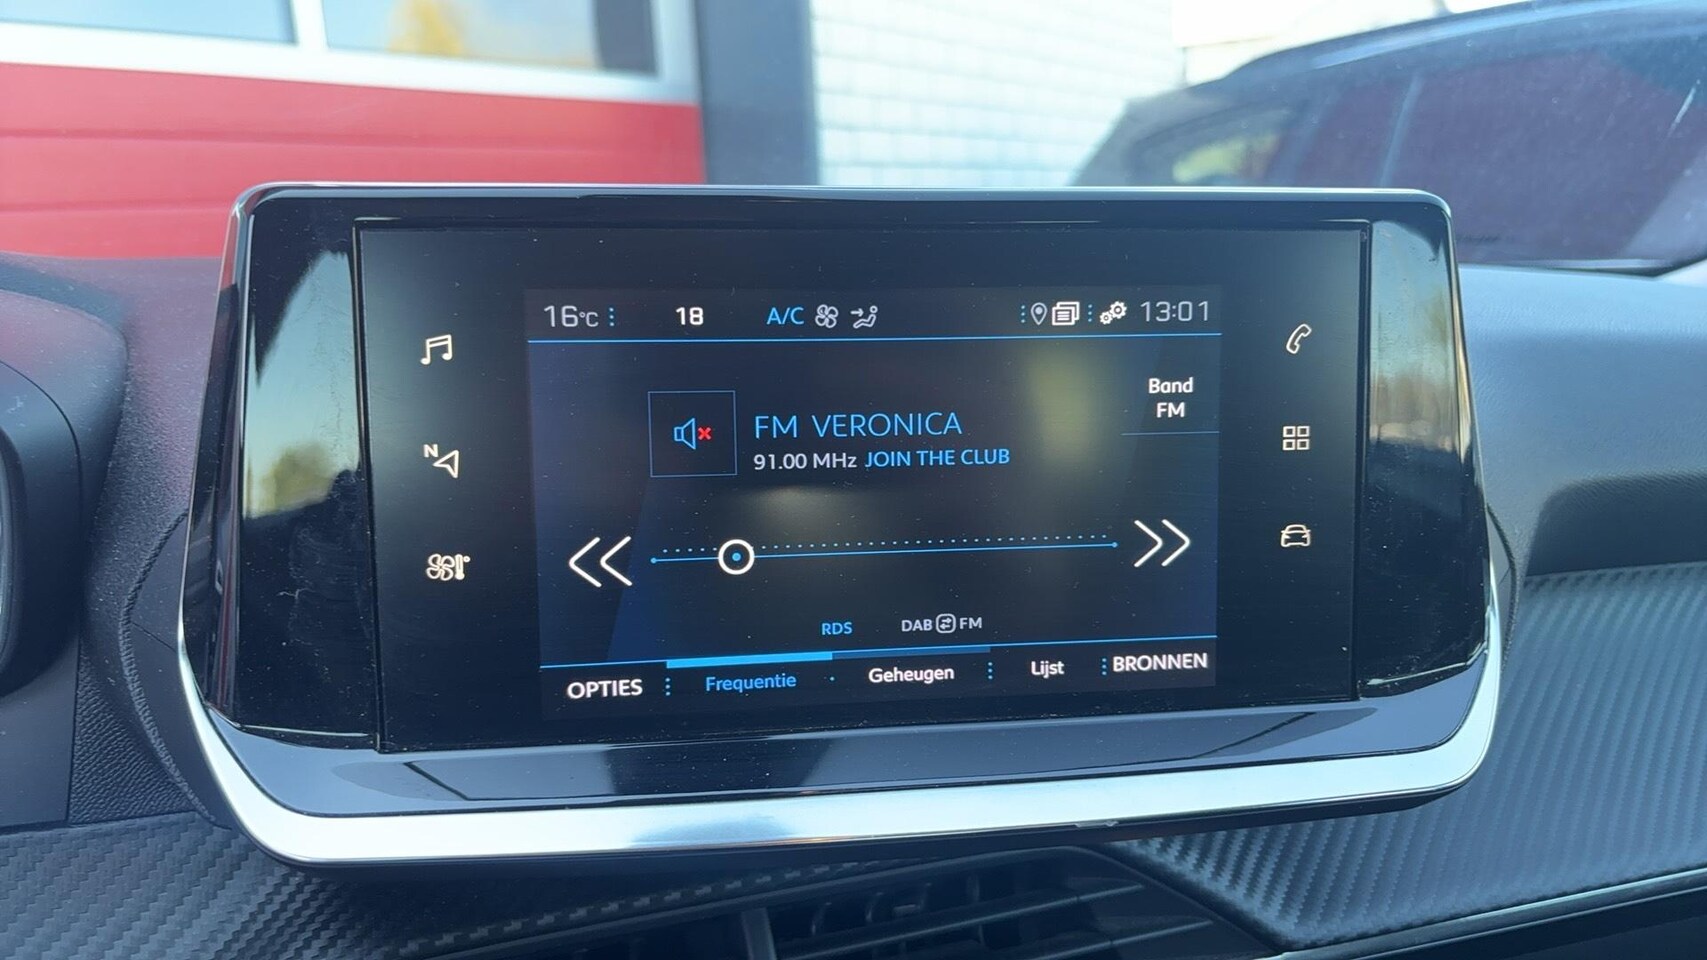 16°C 18 A/C 13:01
Band
FM
FM VERONICA
91.00 MHz JOIN THE CLUB
N
RDS DAB FM
OPTIES Frequentie Geheugen Lijst BRONNEN